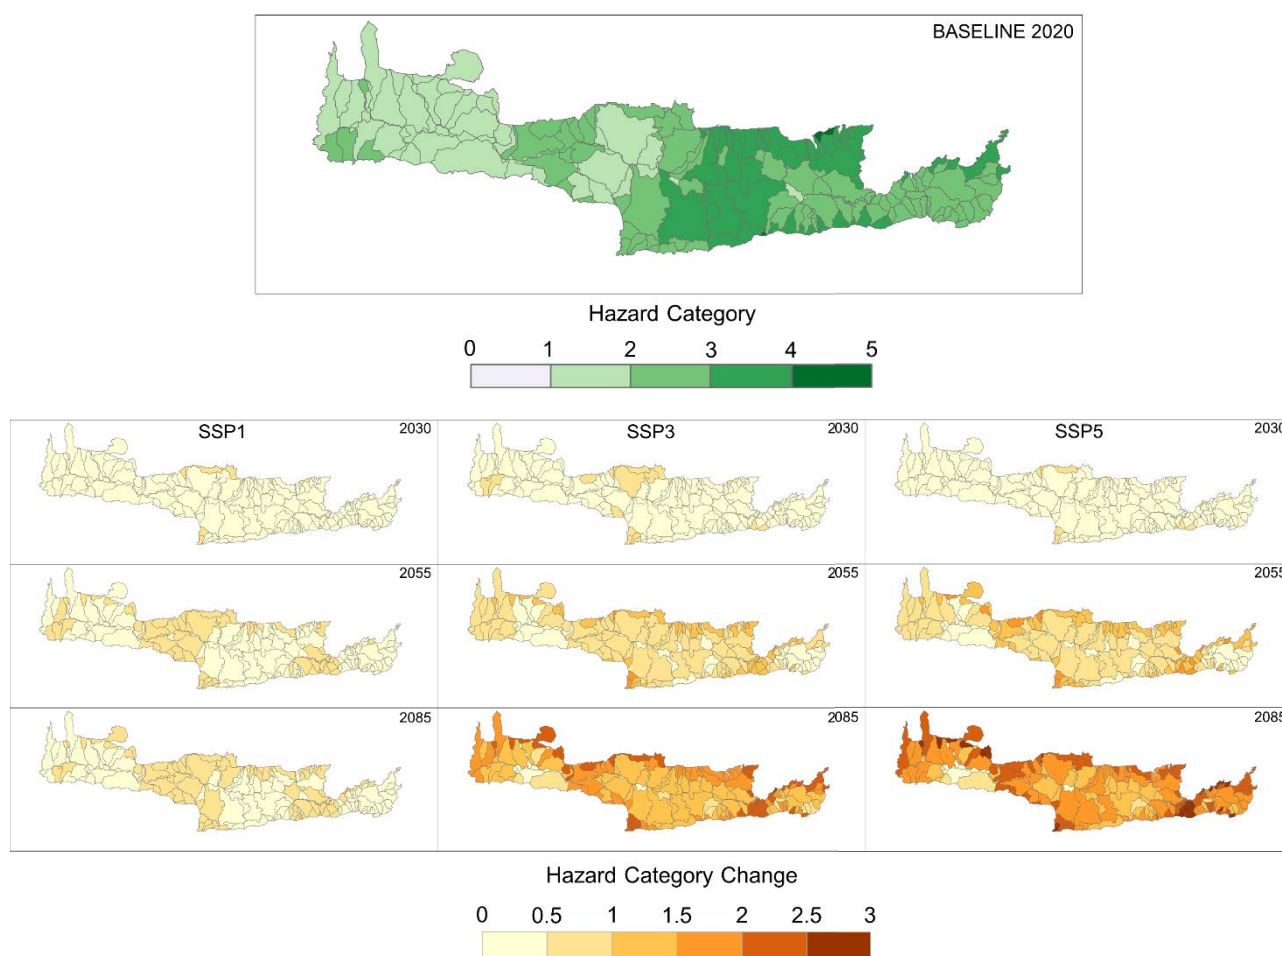 BASELINE 2020
Hazard Category
0 1 2 3 4 5
SSP1 2030 SSP3 2030 SSP5 2030
2055 2055 2055
2085 2085 2085
Hazard Category Change
0 0.5 1 1.5 2 2.5 3